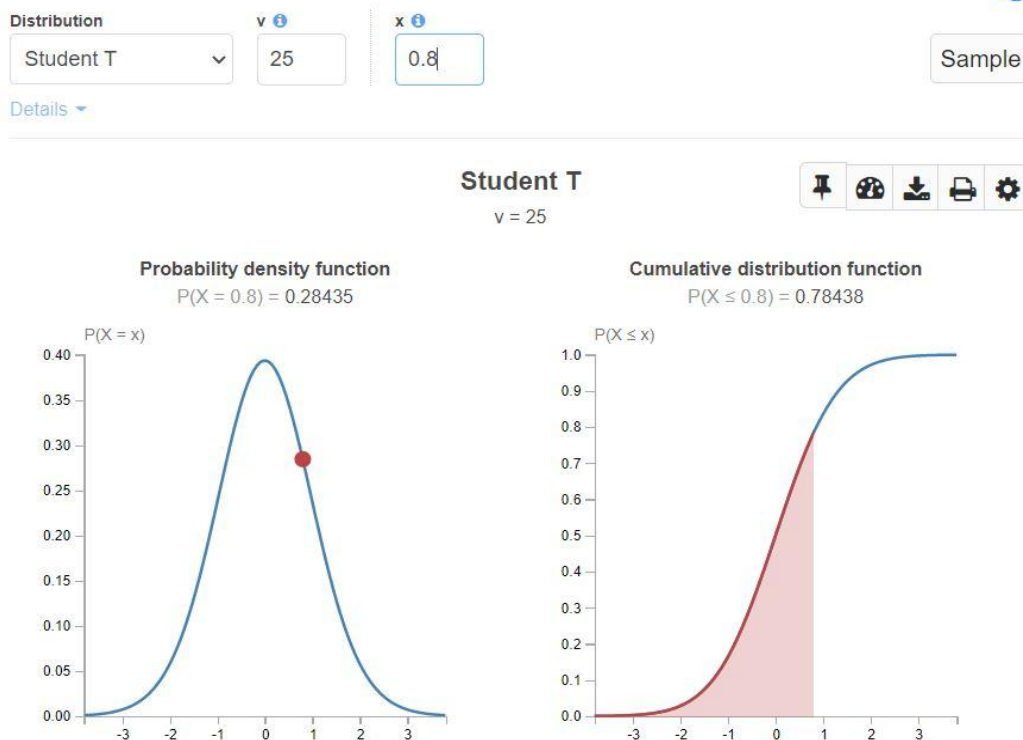 Distribution v x
Student T 25 0.8 Sample
Details
Student T
v = 25
Probability density function
P(X = 0.8) = 0.28435
P(X = x)
0.40
0.35
0.30
0.25
0.20
0.15
0.10
0.05
0.00
-3 -2 -1 0 1 2 3
Cumulative distribution function
P(X ≤ 0.8) = 0.78438
P(X ≤ x)
1.0
0.9
0.8
0.7
0.6
0.5
0.4
0.3
0.2
0.1
0.0
-3 -2 -1 0 1 2 3